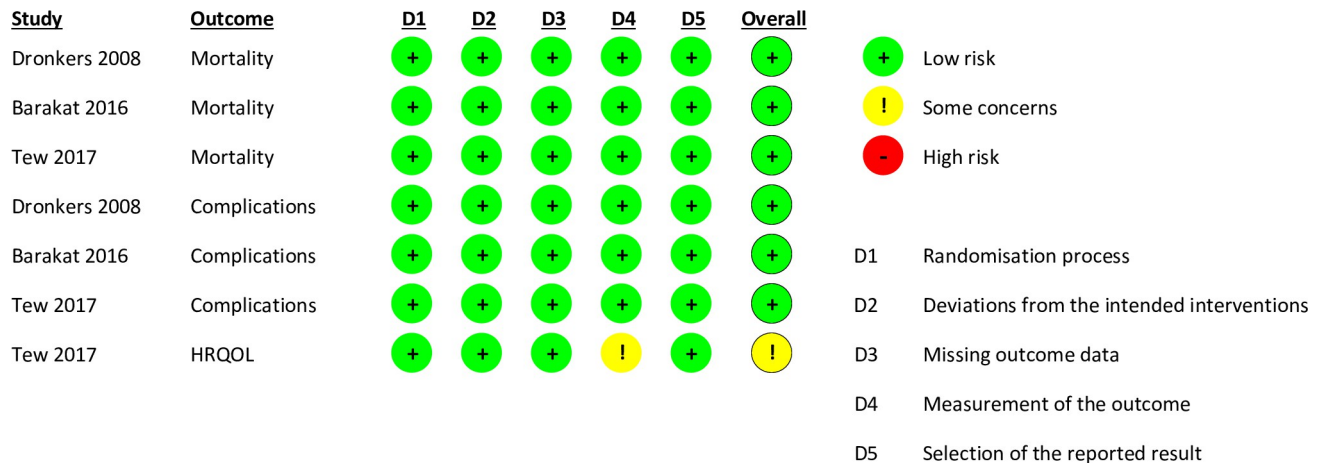 Study Outcome D1 D2 D3 D4 D5 Overall
Dronkers 2008 Mortality + + + + + + + Low risk
Barakat 2016 Mortality + + + + + + ! Some concerns
Tew 2017 Mortality + + + + + + - High risk
Dronkers 2008 Complications + + + + + +
Barakat 2016 Complications + + + + + + D1 Randomisation process
Tew 2017 Complications + + + + + + D2 Deviations from the intended interventions
Tew 2017 HRQOL + + + ! + ! D3 Missing outcome data
D4 Measurement of the outcome
D5 Selection of the reported result